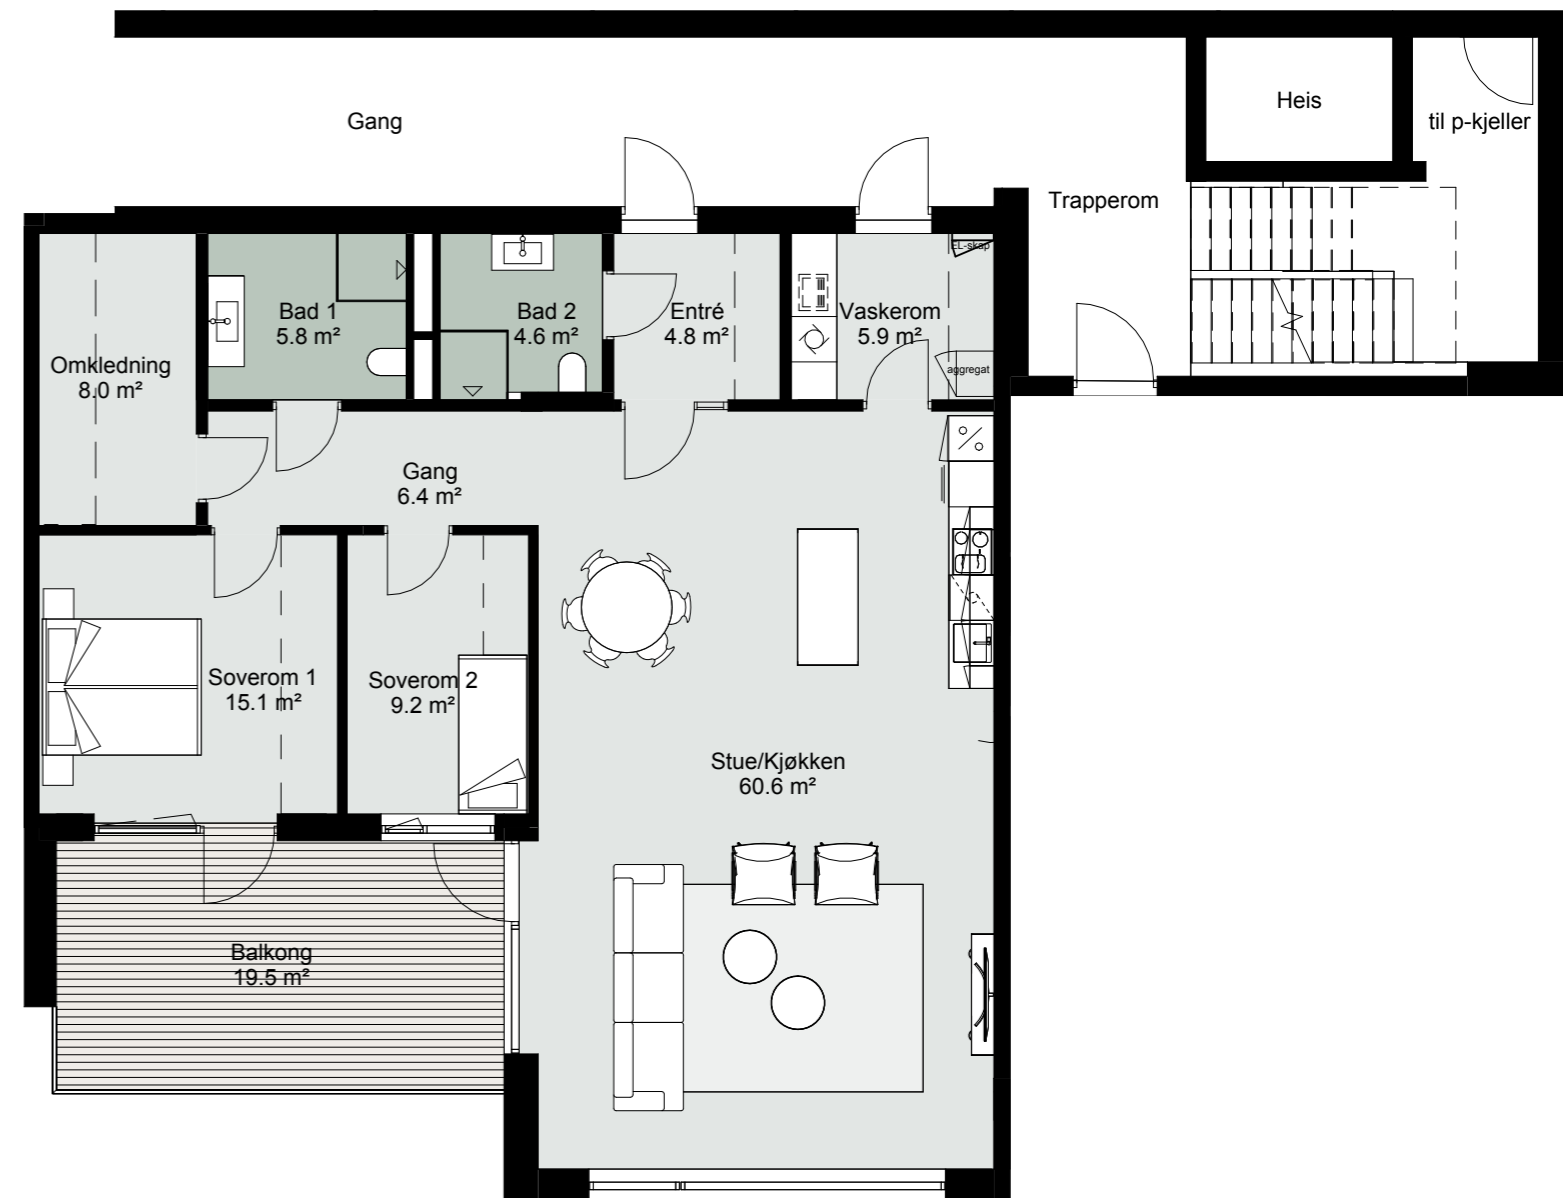 Heis
til p-kjeller
Gang
Trapperom
EL-skap
Bad 1
5.8 m²
Bad 2
4.6 m²
Entré
4.8 m²
Vaskerom
5.9 m²
Omkledning
8.0 m²
aggregat
Gang
6.4 m²
Soverom 1
15.1 m²
Soverom 2
9.2 m²
Stue/Kjøkken
60.6 m²
Balkong
19.5 m²